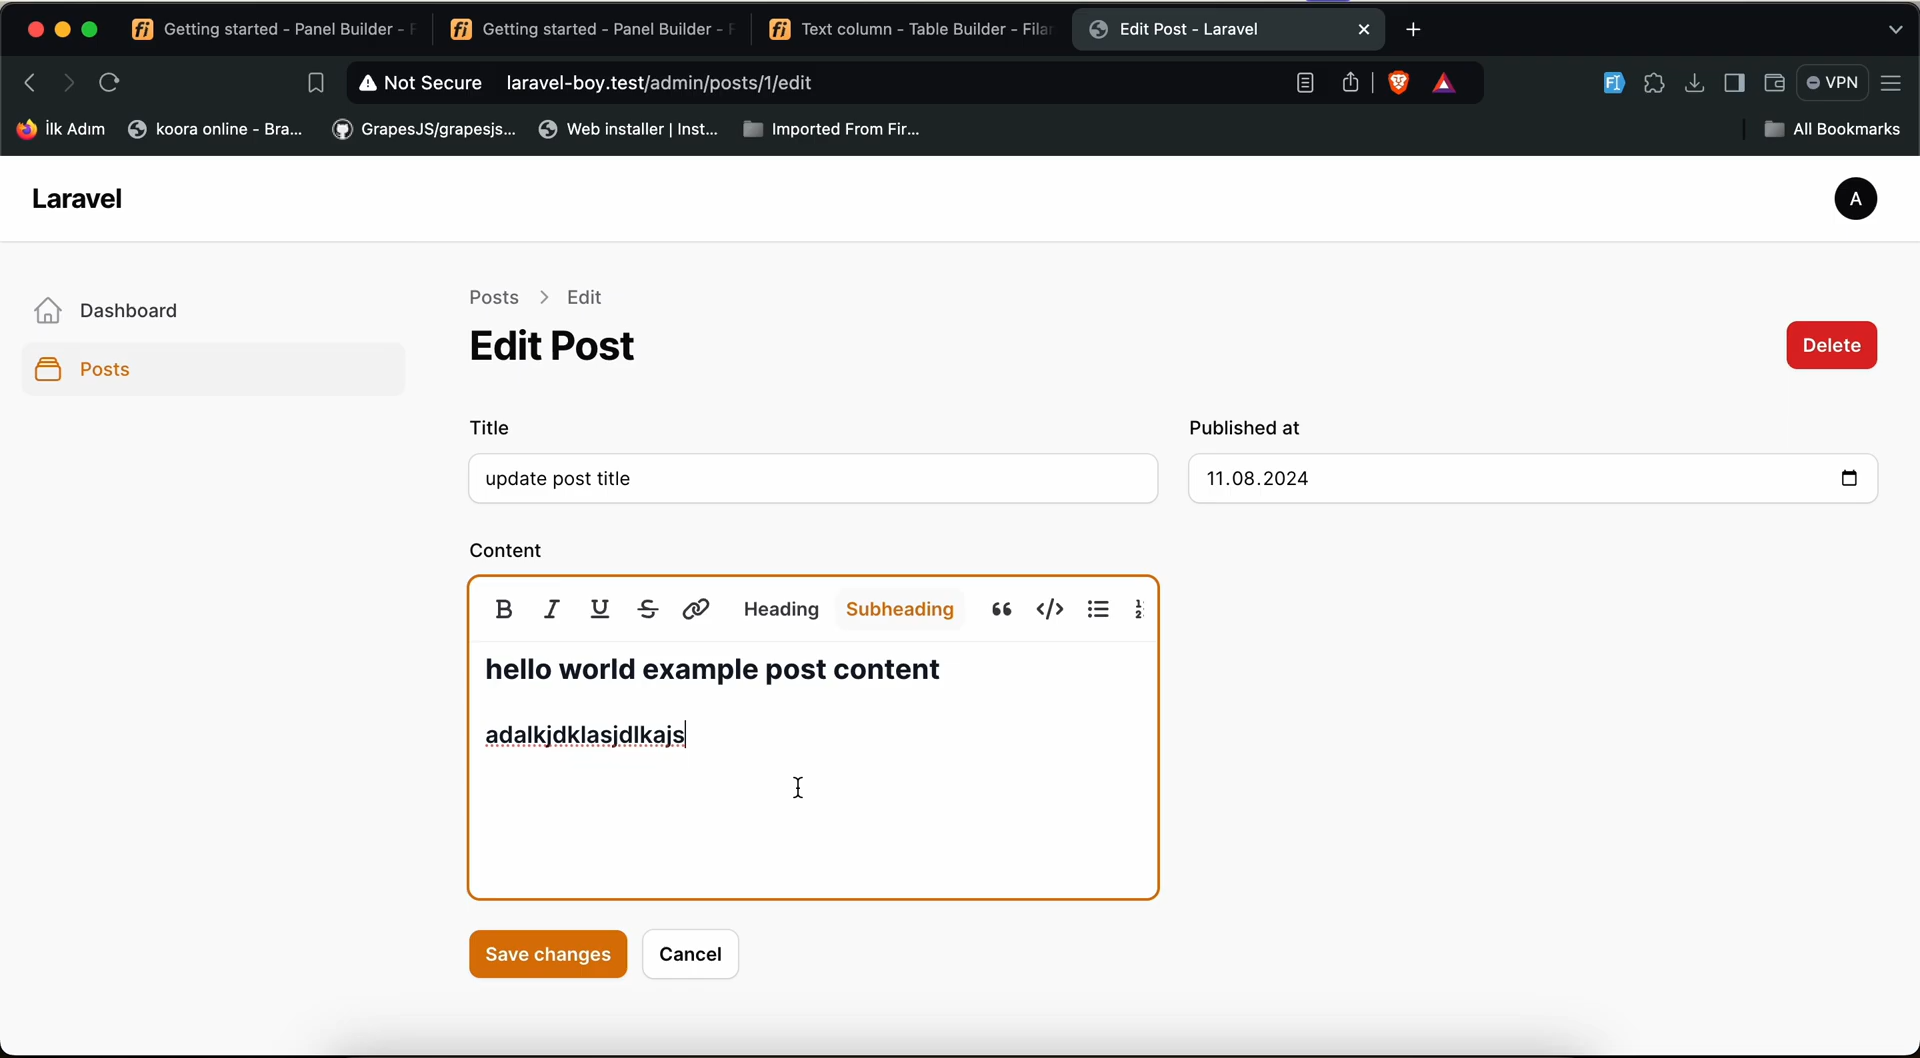 Getting started - Panel Builder -
Getting started - Panel Builder -
Text column - Table Builder - Fila
Edit Post - Laravel
Not Secure laravel-boy.test/admin/posts/1/edit
VPN
İlk Adım
koora online - Bra...
GrapesJS/grapesjs...
Web installer | Inst...
Imported From Fir...
All Bookmarks
Laravel
A
Dashboard
Posts
Posts > Edit
Edit Post
Delete
Title
update post title
Published at
11.08.2024
Content
Heading
Subheading
hello world example post content
adalkjdklasjdlkajs
Save changes
Cancel